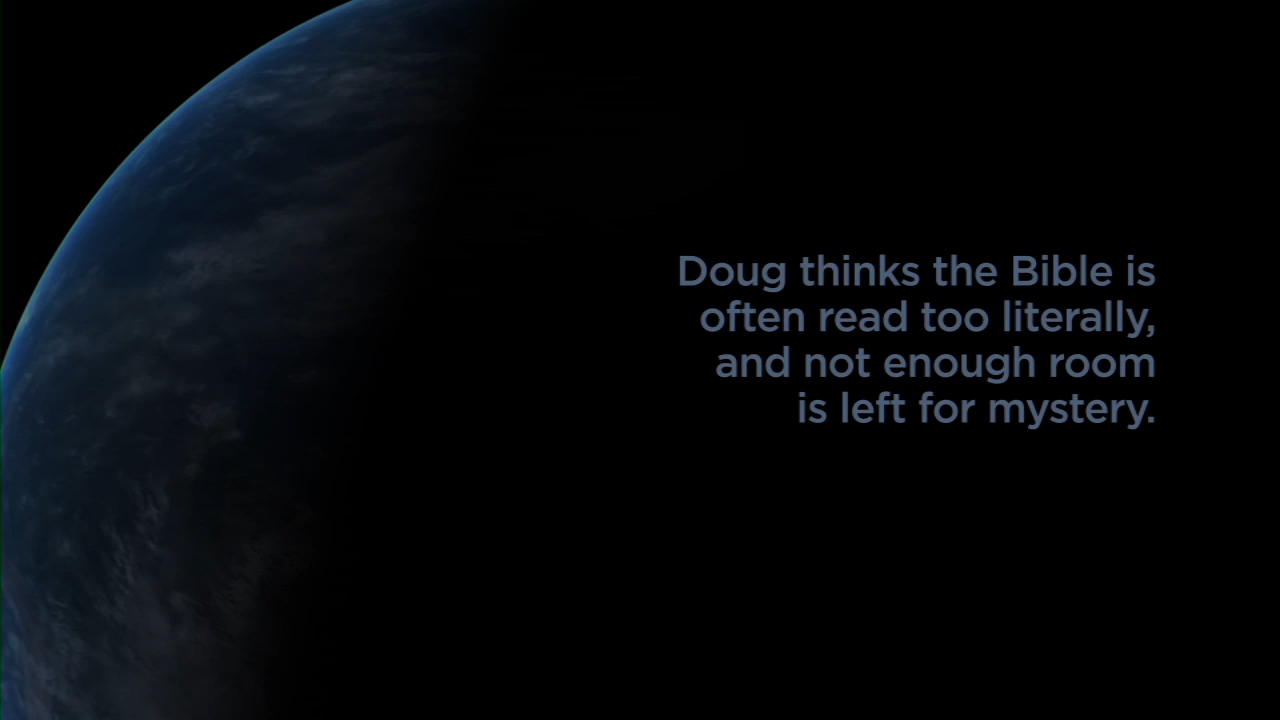 Doug thinks the Bible is
often read too literally,
and not enough room
is left for mystery.